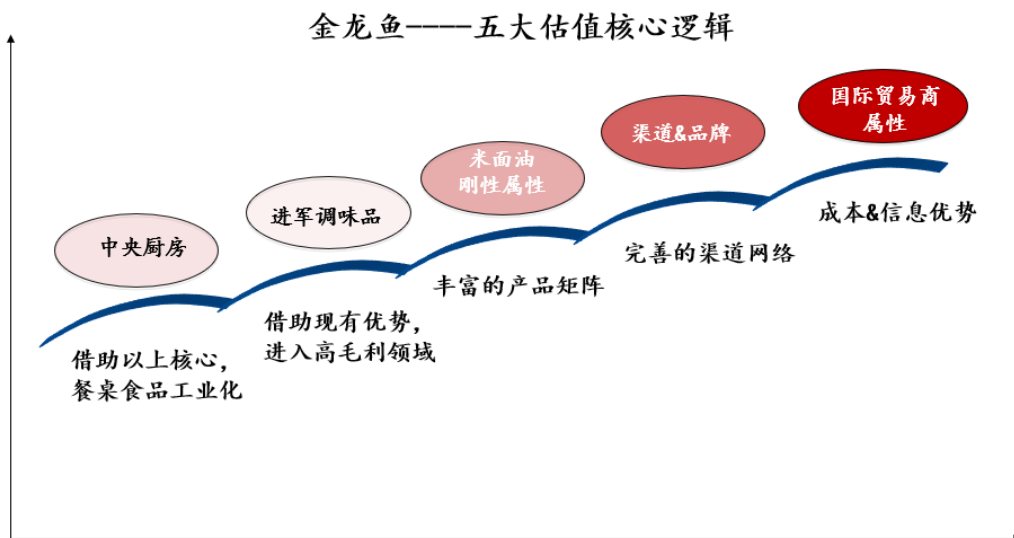 金龙鱼----五大估值核心逻辑
国际贸易商
属性
渠道&品牌
米面油
刚性属性
进军调味品
中央厨房
成本&信息优势
完善的渠道网络
丰富的产品矩阵
借助现有优势，
进入高毛利领域
借助以上核心，
餐桌食品工业化